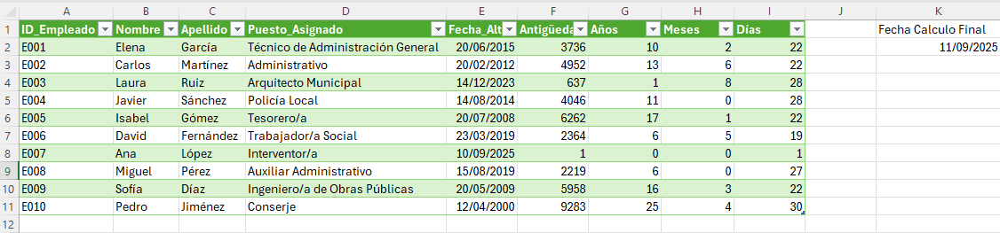 A B C D E F G H I J K
1 ID_Empleado Nombre Apellido Puesto_Asignado Fecha_Alt Antigüeda Años Meses Días Fecha Calculo Final
2 E001 Elena García Técnico de Administración General 20/06/2015 3736 10 2 22 11/09/2025
3 E002 Carlos Martínez Administrativo 20/02/2012 4952 13 6 22
4 E003 Laura Ruiz Arquitecto Municipal 14/12/2023 637 1 8 28
5 E004 Javier Sánchez Policía Local 14/08/2014 4046 11 0 28
6 E005 Isabel Gómez Tesorero/a 20/07/2008 6262 17 1 22
7 E006 David Fernández Trabajador/a Social 23/03/2019 2364 6 5 19
8 E007 Ana López Interventor/a 10/09/2025 1 0 0 1
9 E008 Miguel Pérez Auxiliar Administrativo 15/08/2019 2219 6 0 27
10 E009 Sofía Díaz Ingeniero/a de Obras Públicas 20/05/2009 5958 16 3 22
11 E010 Pedro Jiménez Conserje 12/04/2000 9283 25 4 30
12